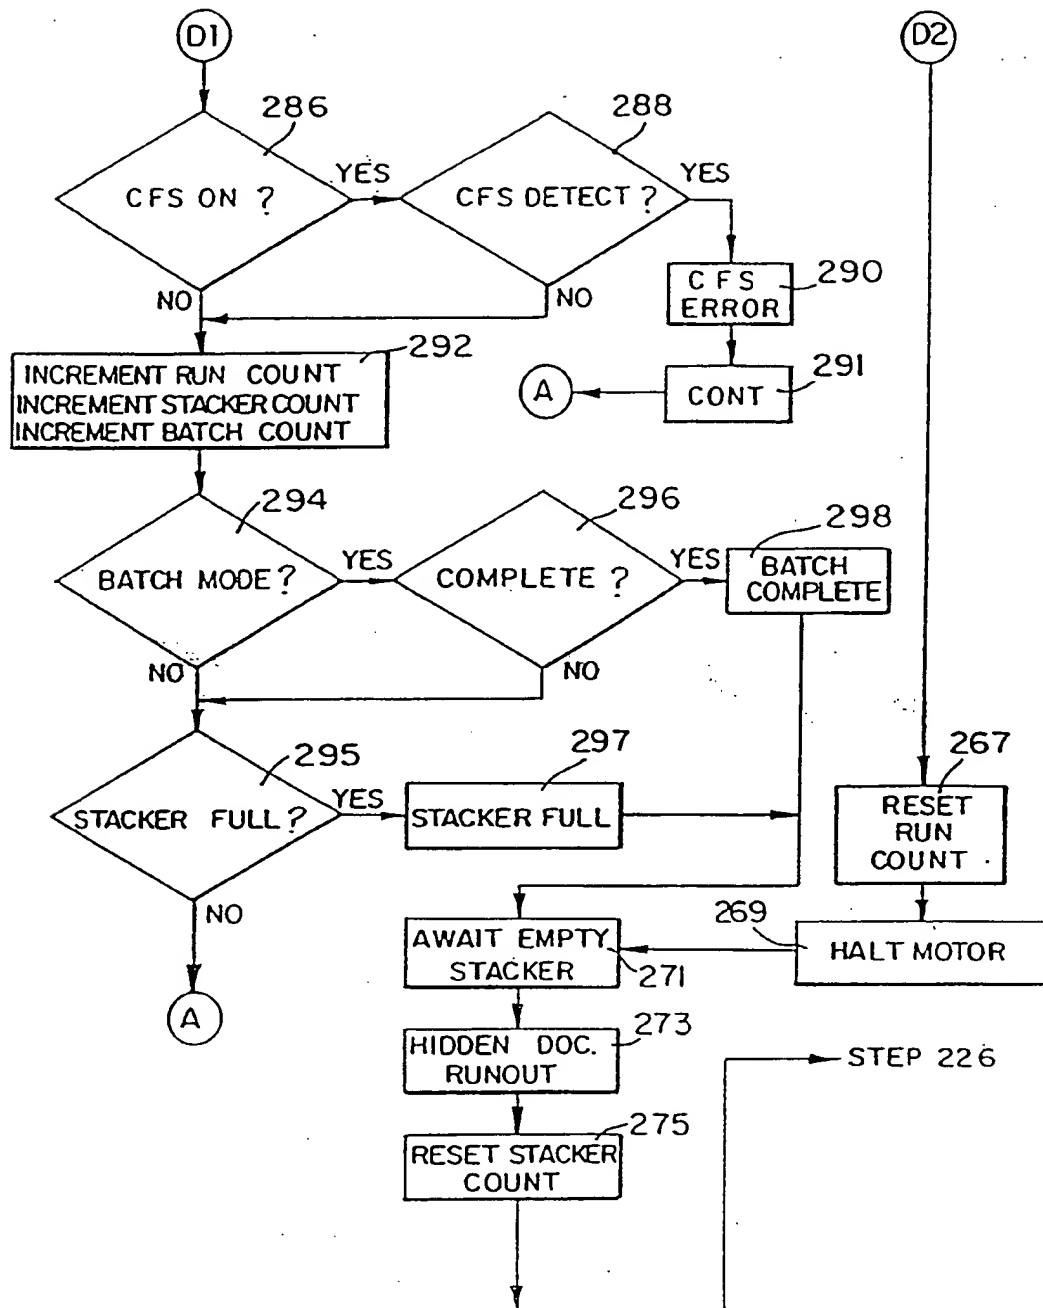 D1
D2
286
288
CFS ON ?
YES
CFS DETECT ?
YES
NO
NO
CFS
ERROR
290
292
INCREMENT RUN COUNT
INCREMENT STACKER COUNT
INCREMENT BATCH COUNT
A
CONT
291
294
296
298
BATCH MODE?
YES
COMPLETE ?
YES
BATCH
COMPLETE
NO
NO
295
297
267
STACKER FULL?
YES
STACKER FULL
RESET
RUN
COUNT
NO
269
AWAIT EMPTY
STACKER
271
HALT MOTOR
A
273
HIDDEN DOC.
RUNOUT
STEP 226
275
RESET STACKER
COUNT